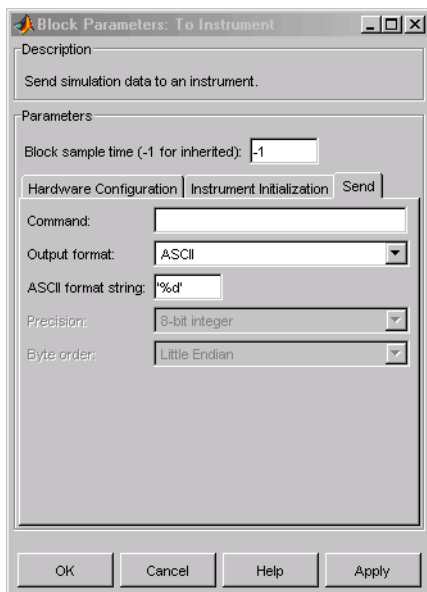 Block Parameters: To Instrument
Description
Send simulation data to an instrument.
Parameters
Block sample time (-1 for inherited): -1
Hardware Configuration Instrument Initialization Send
Command:
Output format: ASCII
ASCII format string: '%d'
Precision: 8-bit integer
Byte order: Little Endian
OK Cancel Help Apply